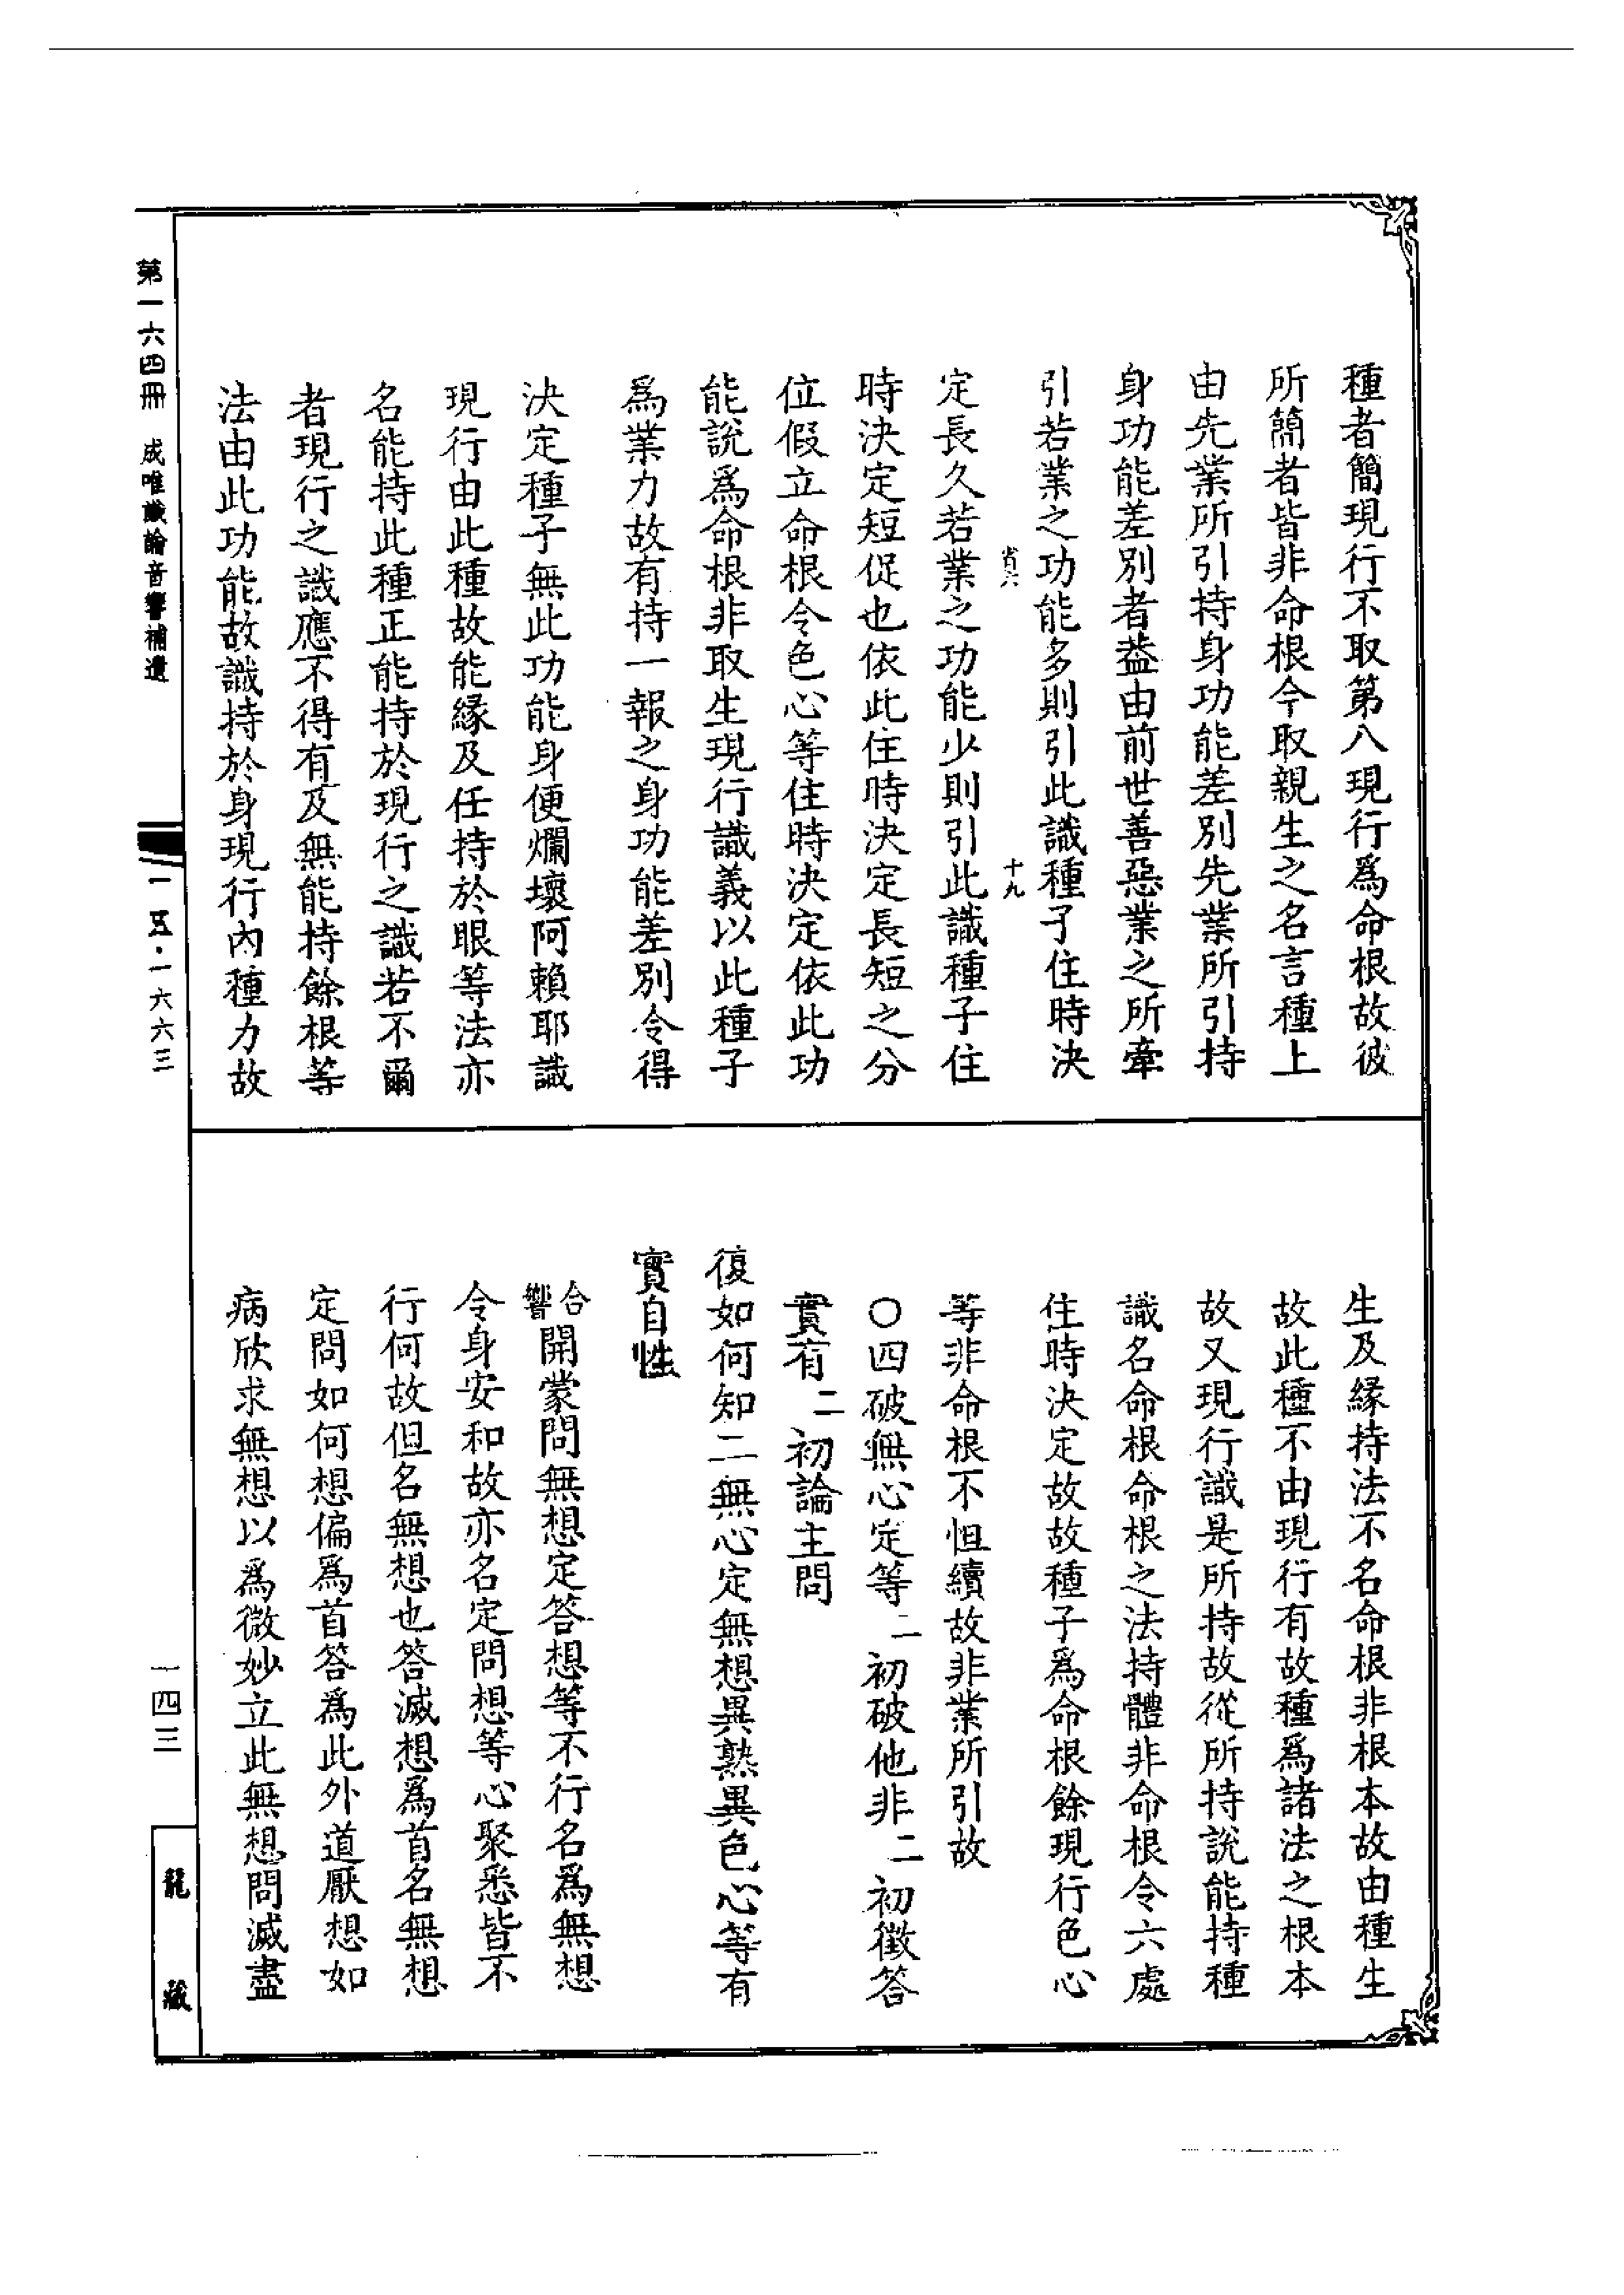 種者簡現行不取第八現行爲命根故彼
所簡者皆非命根今取親生之名言種上
由先業所引持身功能差別先業所引持
身功能差別者葢由前世善惡業之所牽
引若業之功能多則引此識種子住時決
省六
十九
定長久若業之功能少則引此識種子住
時決定短促也依此住時決定長短之分
位假立命根令色心等住時決定依此功
能說爲命根非取生現行識義以此種子
爲業力故有持一報之身功能差別令得
決定種子無此功能身便爛壞阿賴耶識
現行由此種故能緣及任持於眼等法亦
名能持此種正能持於現行之識若不爾
者現行之識應不得有及無能持餘根等
法由此功能故識持於身現行內種力故
生及緣持法不名命根非根本故由種生
故此種不由現行有故種爲諸法之根本
故又現行識是所持故從所持說能持種
識名命根命根之法持體非命根令六處
住時決定故故種子爲命根餘現行色心
等非命根不恒續故非業所引故
○四破無心定等二初破他非二初徵答
實有二初論主問
復如何知二無心定無想異熟異色心等有
實自性
合響開蒙問無想定答想等不行名爲無想
令身安和故亦名定問想等心聚悉皆不
行何故但名無想也答滅想爲首名無想
定問如何想偏爲首答爲此外道厭想如
病欣求無想以爲微妙立此無想問滅盡
第一六四冊 成唯識論音響補遺
一五·一六六三
一四三
龍藏